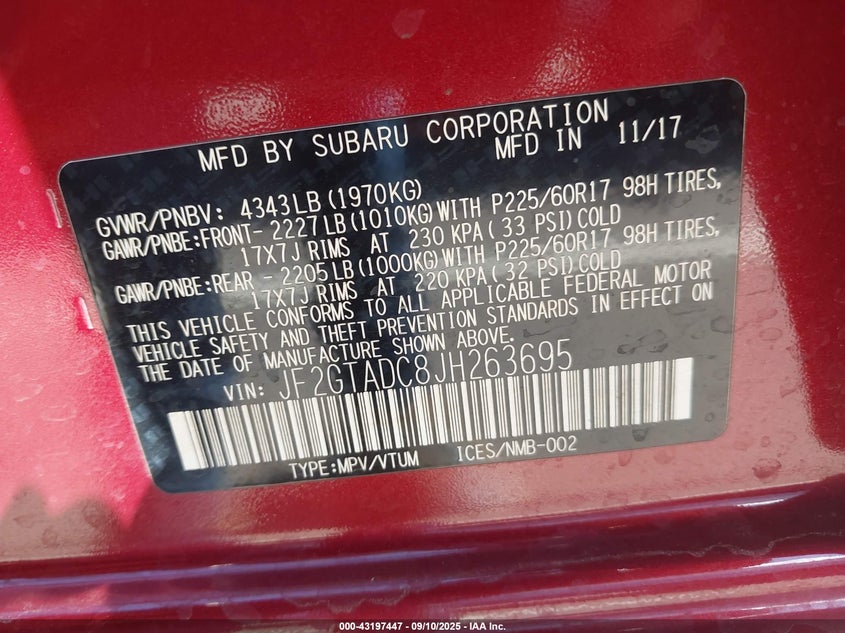 MFD BY SUBARU CORPORATION
MFD IN 11/17
GVWR/PNBV: 4343LB (1970KG)
GAWR/PNBE:FRONT- 2227LB (1010KG) WITH P225/60R17 98H TIRES,
17X7J RIMS AT 230 KPA ( 33 PSI) COLD
GAWR/PNBE:REAR - 2205LB (1000KG) WITH P225/60R17 98H TIRES,
17X7J RIMS AT 220 KPA ( 32 PSI) COLD
THIS VEHICLE CONFORMS TO ALL APPLICABLE FEDERAL MOTOR
VEHICLE SAFETY AND THEFT PREVENTION STANDARDS IN EFFECT ON
THE DATE OF MANUFACTURE SHOWN ABOVE.
VIN: JF2GTADC8JH263695
TYPE:MPV/VTUM ICES/NMB-002
000-43197447 - 09/10/2025 - IAA Inc.